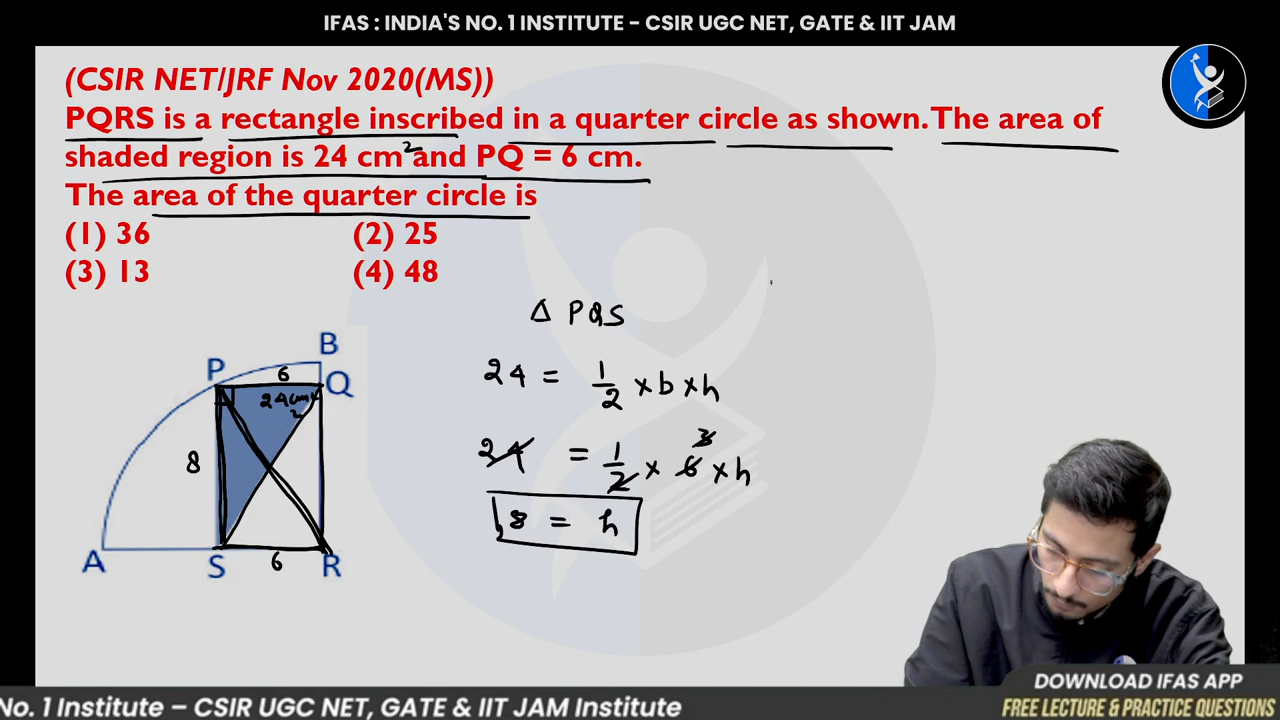 IFAS : INDIA'S NO. 1 INSTITUTE – CSIR UGC NET, GATE & IIT JAM
(CSIR NET/JRF Nov 2020(MS))
PQRS is a rectangle inscribed in a quarter circle as shown. The area of
shaded region is 24 cm² and PQ = 6 cm.
The area of the quarter circle is
(1) 36 (2) 25
(3) 13 (4) 48
Δ PQS
24 = 1/2 × b × h
24 = 1/2 × 6 × h
3
8 = h
B
P 6 Q
24cm2
8
A S 6 R
DOWNLOAD IFAS APP
FREE LECTURE & PRACTICE QUESTIONS
No. 1 Institute – CSIR UGC NET, GATE & IIT JAM Institute